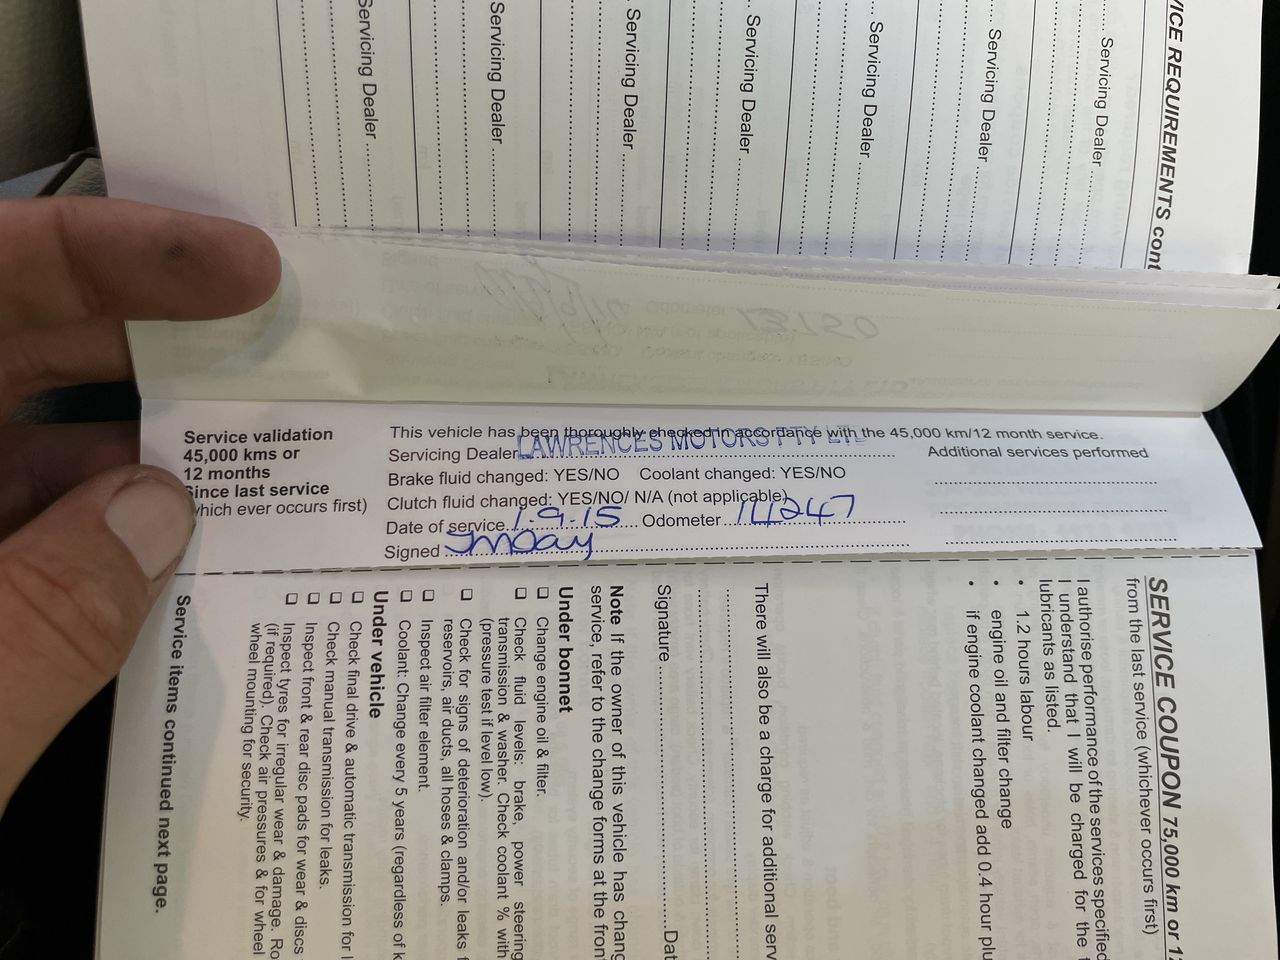 VICE REQUIREMENTS cont
Servicing Dealer
Servicing Dealer
Servicing Dealer
Servicing Dealer
Servicing Dealer
Servicing Dealer
Servicing Dealer
Service validation
45,000 kms or
12 months
Since last service
(which ever occurs first)
This vehicle has been thoroughly checked in accordance with the 45,000 km/12 month service.
Servicing Dealer LAWRENCES MOTORS PTY LTD
Additional services performed
Brake fluid changed: YES/NO Coolant changed: YES/NO
Clutch fluid changed: YES/NO/ N/A (not applicable)
Date of service 1.9.15 Odometer
Signed
SERVICE COUPON 75,000 km or 12
from the last service (whichever occurs first)
I authorise performance of the services specified
I understand that I will be charged for the
lubricants as listed.
• 1.2 hours labour
• engine oil and filter change
• if engine coolant changed add 0.4 hour plu
There will also be a charge for additional serv
Signature Dat
Note If the owner of this vehicle has chang
service, refer to the change forms at the front
Under bonnet
❑ Change engine oil & filter.
❑ Check fluid levels: brake, power steering
transmission & washer. Check coolant % with
(pressure test if level low).
❑ Check for signs of deterioration and/or leaks
reservoirs, air ducts, all hoses & clamps.
❑ Inspect air filter element.
❑ Coolant: Change every 5 years (regardless of k
Under vehicle
❑ Check final drive & automatic transmission for l
❑ Check manual transmission for leaks.
❑ Inspect front & rear disc pads for wear & discs
❑ Inspect tyres for irregular wear & damage. Ro
(if required). Check air pressures & for wheel
wheel mounting for security.
Service items continued next page.